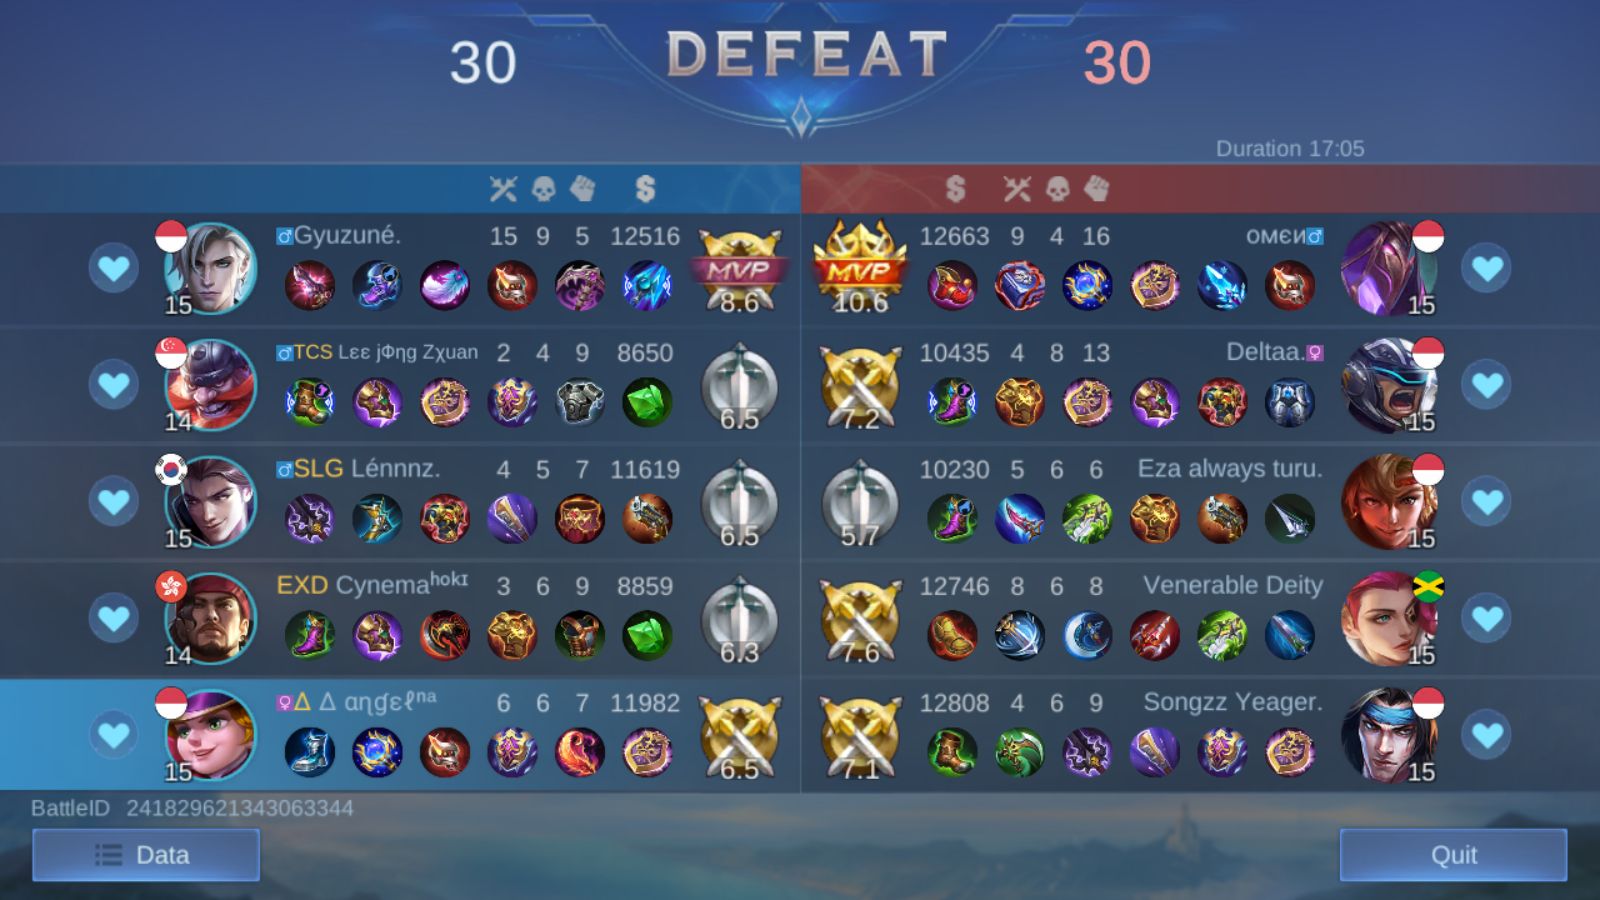 30 DEFEAT 30
Duration 17:05
Gyuzuné. 15 9 5 12516 MVP 8.6
15
MVP 10.6 12663 9 4 16 омєи
15
TCS Lεε jФηg Zχuan 2 4 9 8650 6.5
14
7.2 10435 4 8 13 Deltaa.
15
SLG Lénnnz. 4 5 7 11619 6.5
15
5.7 10230 5 6 6 Eza always turu.
15
EXD Cynemaʰᵒᵏᶦ 3 6 9 8859 6.3
14
7.6 12746 8 6 8 Venerable Deity
15
Δ Δ αηɠεℓⁿᵃ 6 6 7 11982 6.5
15
7.1 12808 4 6 9 Songzz Yeager.
15
BattleID 241829621343063344
Data
Quit